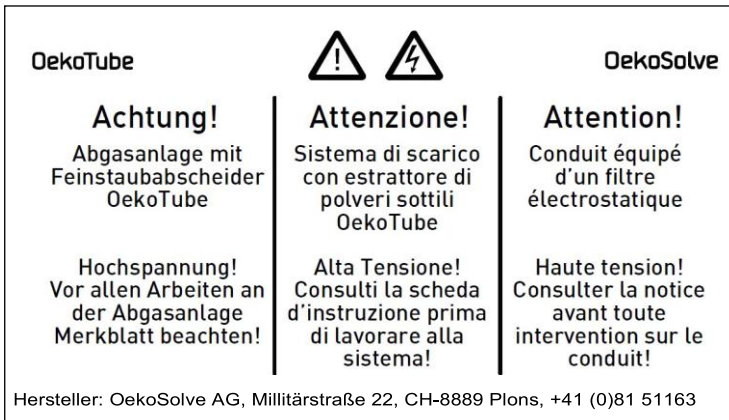 OekoTube
OekoSolve
Achtung!
Abgasanlage mit
Feinstaubabscheider
OekoTube
Hochspannung!
Vor allen Arbeiten an
der Abgasanlage
Merkblatt beachten!
Attenzione!
Sistema di scarico
con estrattore di
polveri sottili
OekoTube
Alta Tensione!
Consulti la scheda
d'instruzione prima
di lavorare alla
sistema!
Attention!
Conduit équipé
d'un filtre
électrostatique
Haute tension!
Consulter la notice
avant toute
intervention sur le
conduit!
Hersteller: OekoSolve AG, Millitärstraße 22, CH-8889 Plons, +41 (0)81 51163